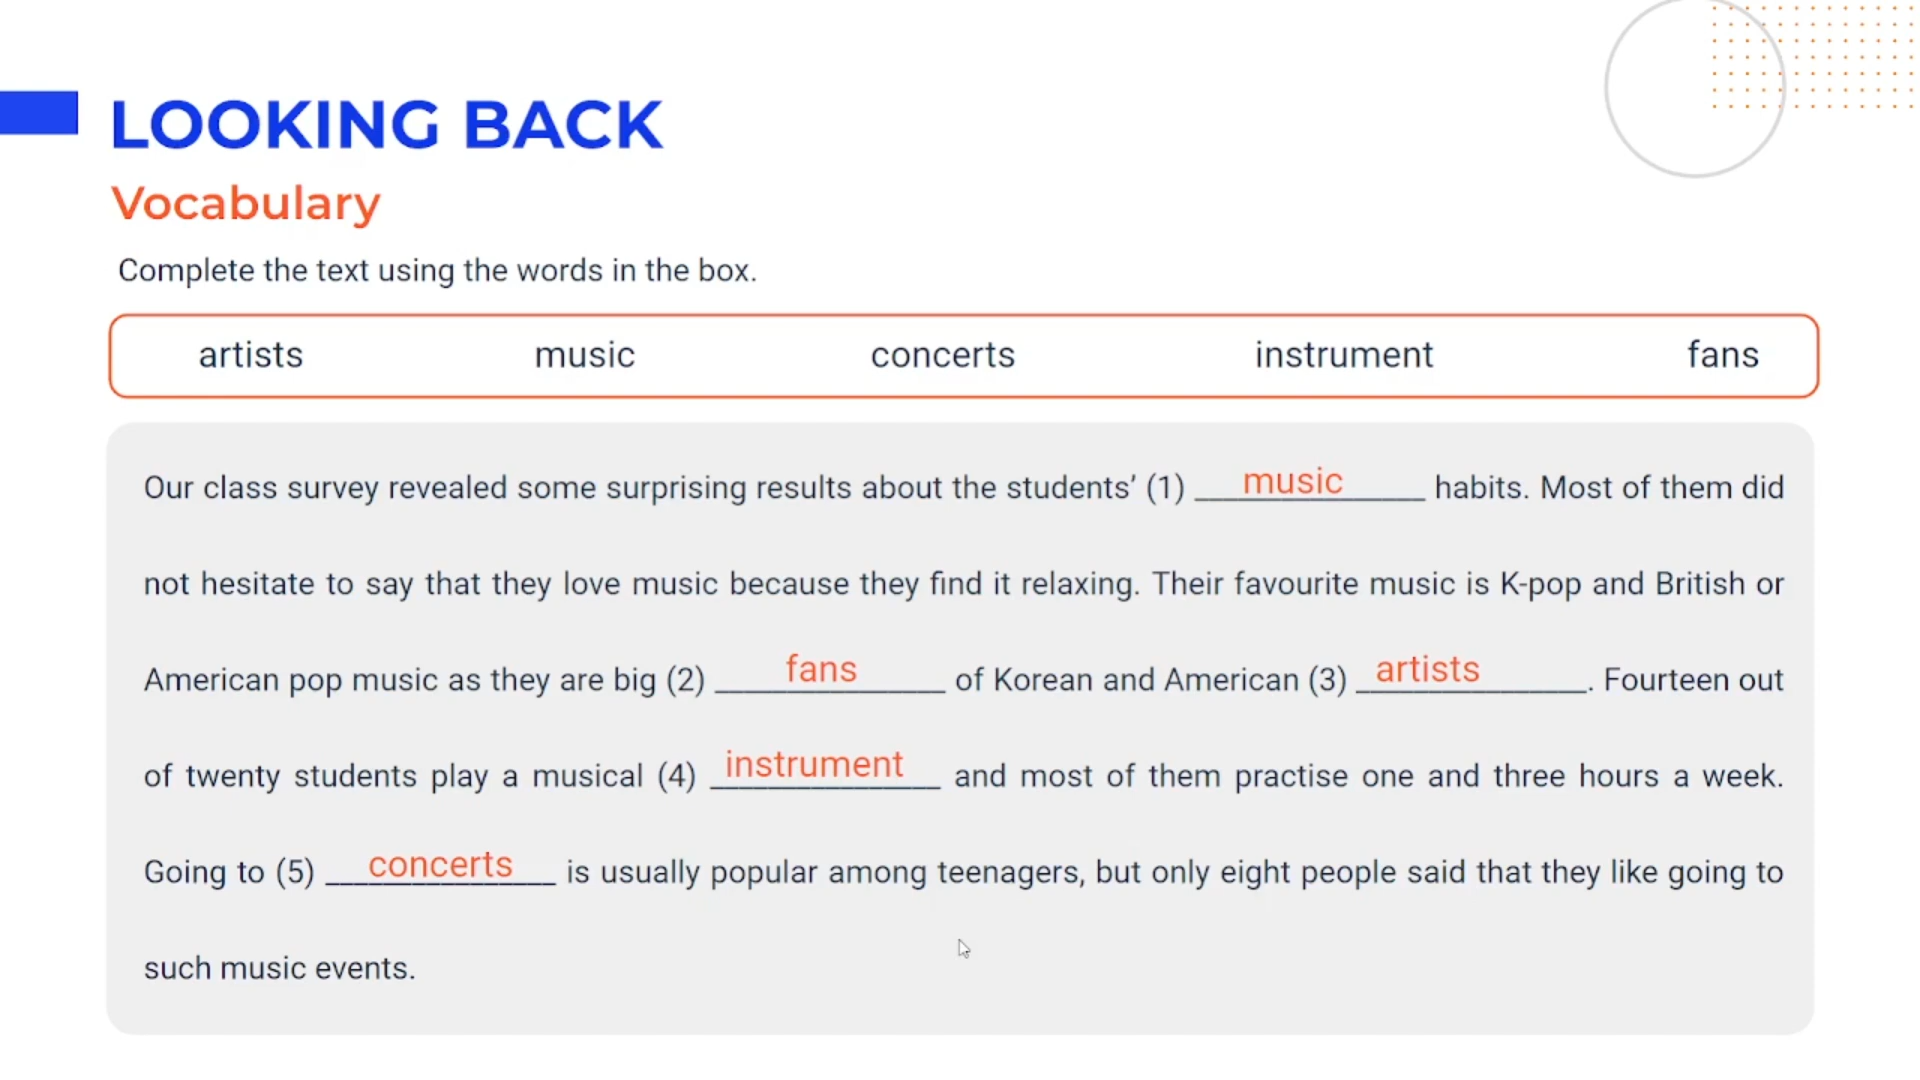 LOOKING BACK
Vocabulary
Complete the text using the words in the box.
artists music concerts instrument fans
Our class survey revealed some surprising results about the students’ (1) music habits. Most of them did
not hesitate to say that they love music because they find it relaxing. Their favourite music is K-pop and British or
American pop music as they are big (2) fans of Korean and American (3) artists. Fourteen out
of twenty students play a musical (4) instrument and most of them practise one and three hours a week.
Going to (5) concerts is usually popular among teenagers, but only eight people said that they like going to
such music events.